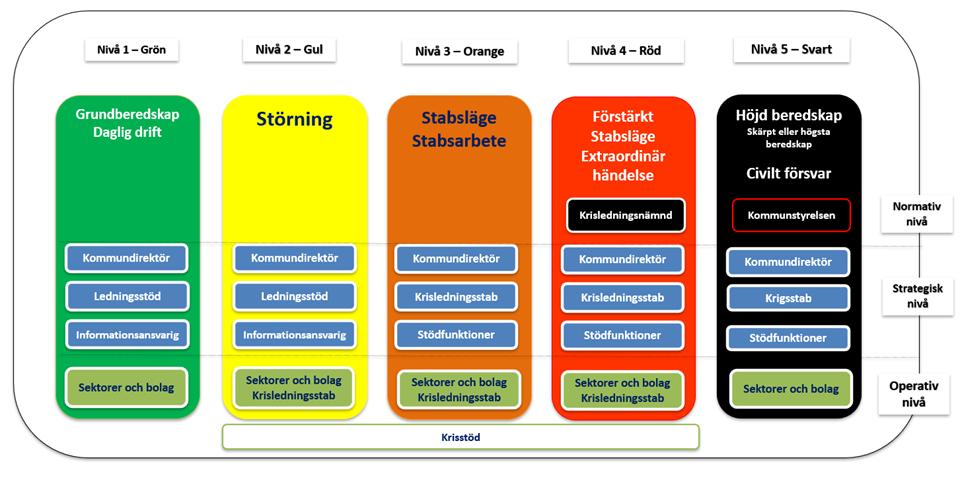 Nivå 1 – Grön
Nivå 2 – Gul
Nivå 3 – Orange
Nivå 4 – Röd
Nivå 5 – Svart
Grundberedskap
Daglig drift
Kommundirektör
Ledningsstöd
Informationsansvarig
Sektorer och bolag
Störning
Kommundirektör
Ledningsstöd
Informationsansvarig
Sektorer och bolag
Krisledningsstab
Stabsläge
Stabsarbete
Kommundirektör
Krisledningsstab
Stödfunktioner
Sektorer och bolag
Krisledningsstab
Förstärkt
Stabsläge
Extraordinär
händelse
Krisledningsnämnd
Kommundirektör
Krisledningsstab
Stödfunktioner
Sektorer och bolag
Krisledningsstab
Höjd beredskap
Skärpt eller högsta
beredskap
Civilt försvar
Kommunstyrelsen
Kommundirektör
Krigsstab
Stödfunktioner
Sektorer och bolag
Normativ
nivå
Strategisk
nivå
Operativ
nivå
Krisstöd